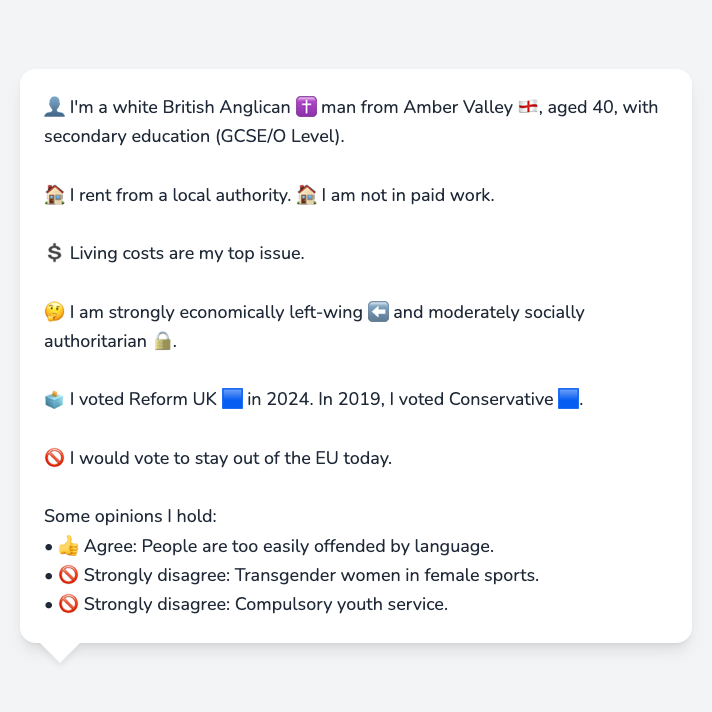 👤 I'm a white British Anglican ✝️ man from Amber Valley 🏴󠁧󠁢󠁥󠁮󠁧󠁿, aged 40, with
secondary education (GCSE/O Level).
🏠 I rent from a local authority. 🏠 I am not in paid work.
💲 Living costs are my top issue.
🤔 I am strongly economically left-wing ⬅️ and moderately socially
authoritarian 🔒.
🗳️ I voted Reform UK 🟦 in 2024. In 2019, I voted Conservative 🟦.
🚫 I would vote to stay out of the EU today.
Some opinions I hold:
• 👍 Agree: People are too easily offended by language.
• 🚫 Strongly disagree: Transgender women in female sports.
• 🚫 Strongly disagree: Compulsory youth service.